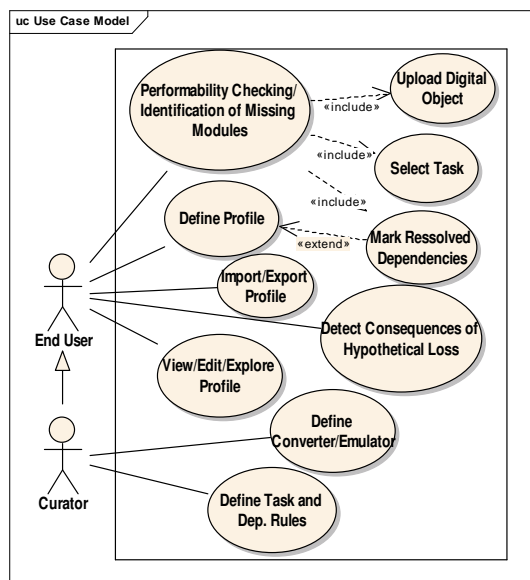 uc Use Case Model
Performability Checking/
Identification of Missing
Modules
Upload Digital
Object
«include»
«include»
Select Task
«include»
Define Profile
«extend»
Mark Ressolved
Dependencies
Import/Export
Profile
End User
Detect Consequences of
Hypothetical Loss
View/Edit/Explore
Profile
Define
Converter/Emulator
Curator
Define Task and
Dep. Rules